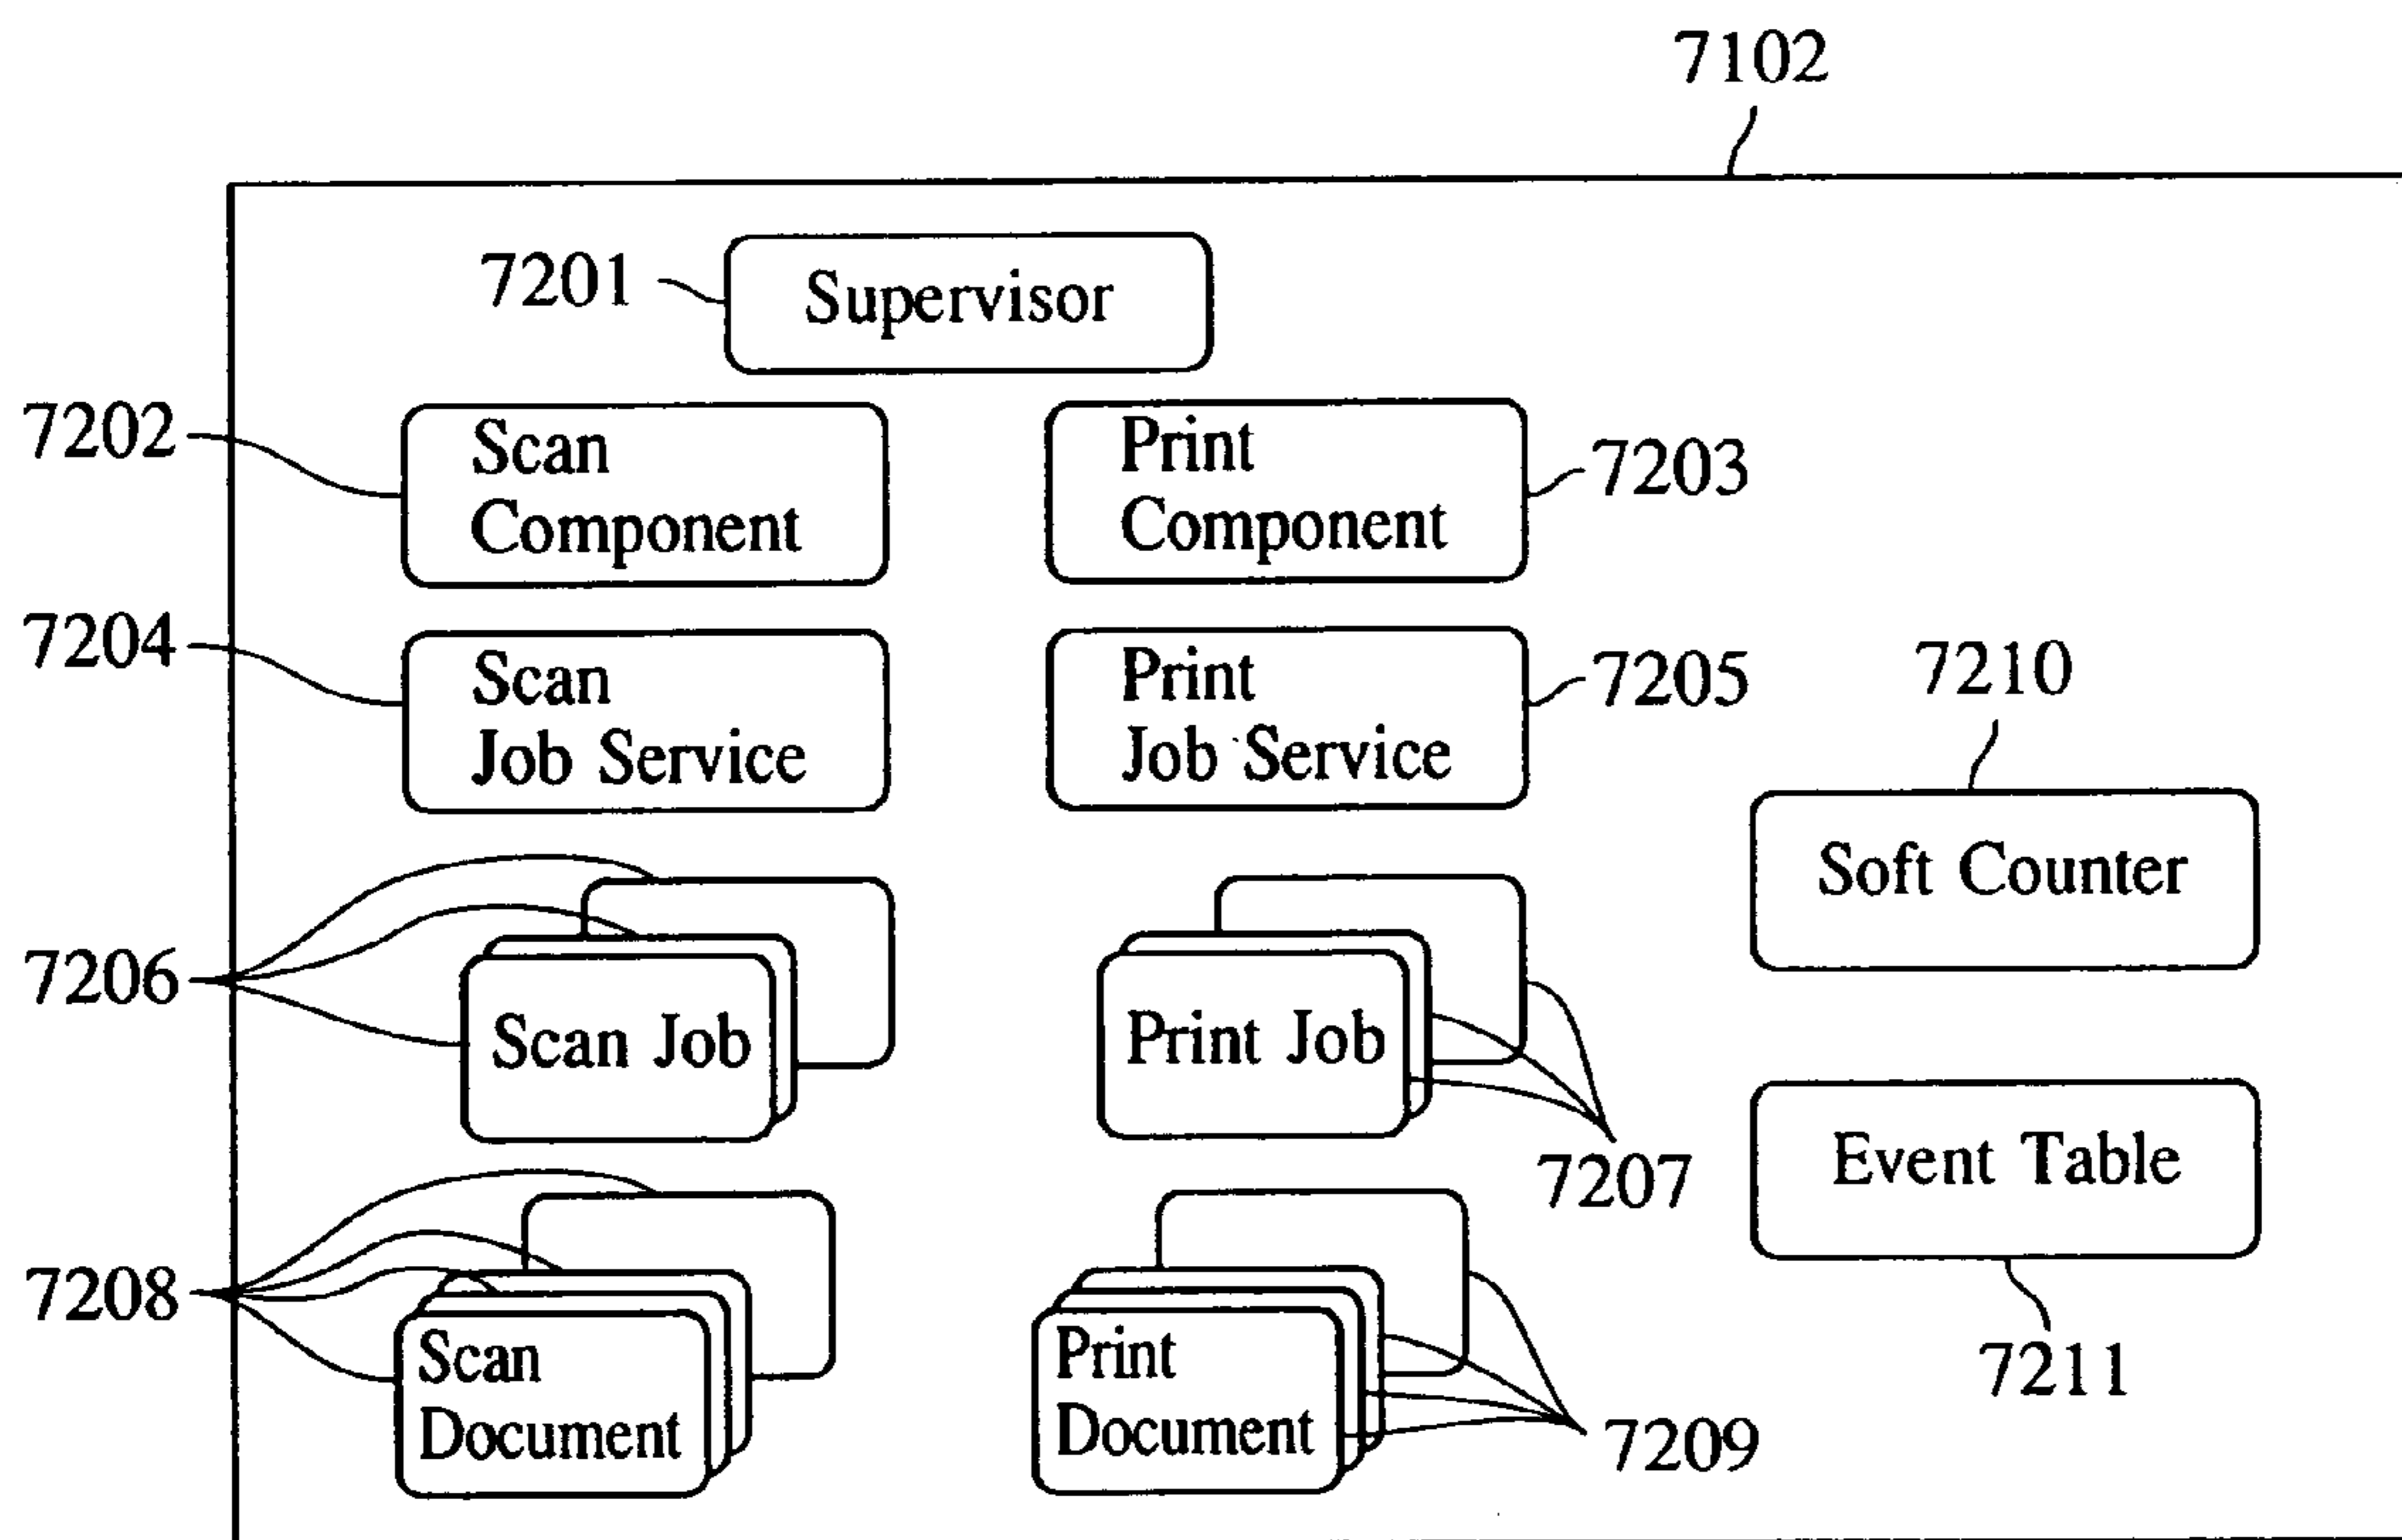 7102
7201
Supervisor
7202
Scan
Component
Print
Component
7203
7204
Scan
Job Service
Print
Job Service
7205
7210
Soft Counter
7206
Scan Job
Print Job
7207
Event Table
7211
7208
Scan
Document
Print
Document
7209